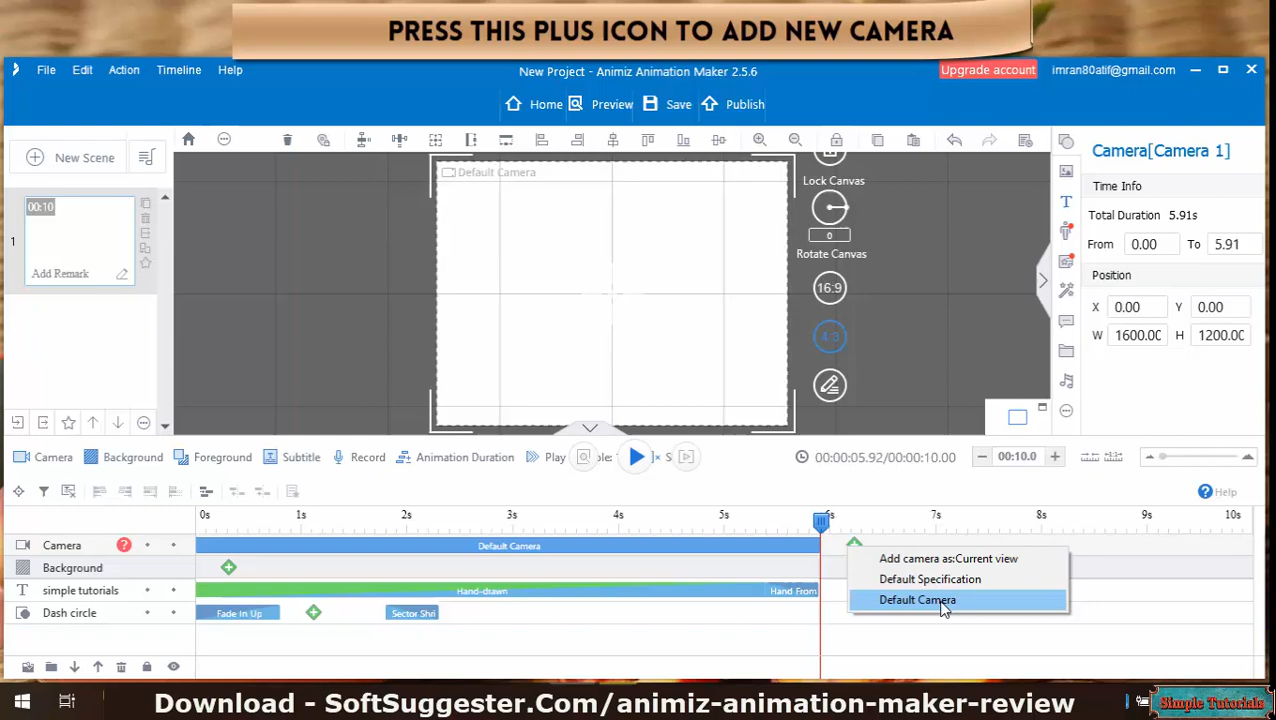 PRESS THIS PLUS ICON TO ADD NEW CAMERA
File Edit Action Timeline Help
New Project - Animiz Animation Maker 2.5.6
Upgrade account
imran80atif@gmail.com
Home Preview Save Publish
New Scene
00:10
1
Add Remark
Default Camera
Lock Canvas
0
Rotate Canvas
16:9
4:3
Camera[Camera 1]
Time Info
Total Duration 5.91s
From 0.00 To 5.91
Position
X 0.00 Y 0.00
W 1600.00 H 1200.00
Camera Background Foreground Subtitle Record Animation Duration Play
00:00:05.92/00:00:10.00
00:10.0
Help
0s 1s 2s 3s 4s 5s 6s 7s 8s 9s 10s
Camera ? Default Camera
Background
simple tutorials Hand-drawn Hand From
Dash circle Fade In Up Sector Shri
Add camera as:Current view
Default Specification
Default Camera
Download - SoftSuggester.Com/animiz-animation-maker-review
Simple Tutorials